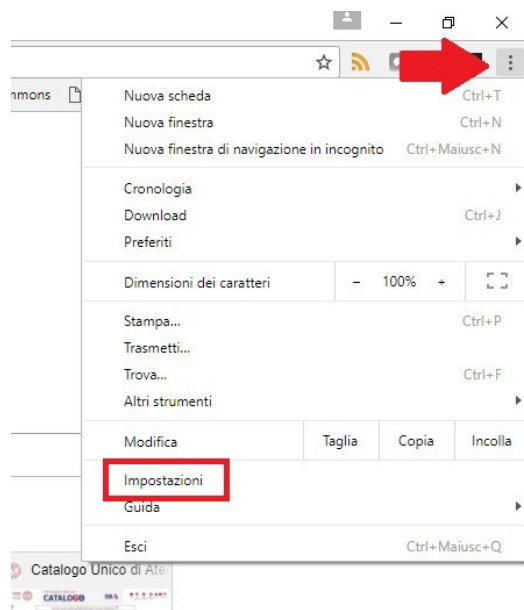 mmons
Nuova scheda Ctrl+T
Nuova finestra Ctrl+N
Nuova finestra di navigazione in incognito Ctrl+Maiusc+N
Cronologia
Download Ctrl+J
Preferiti
Dimensioni dei caratteri - 100% +
Stampa... Ctrl+P
Trasmetti...
Trova... Ctrl+F
Altri strumenti
Modifica Taglia Copia Incolla
Impostazioni
Guida
Esci Ctrl+Maiusc+Q
Catalogo Unico di Ate
CATALOGO